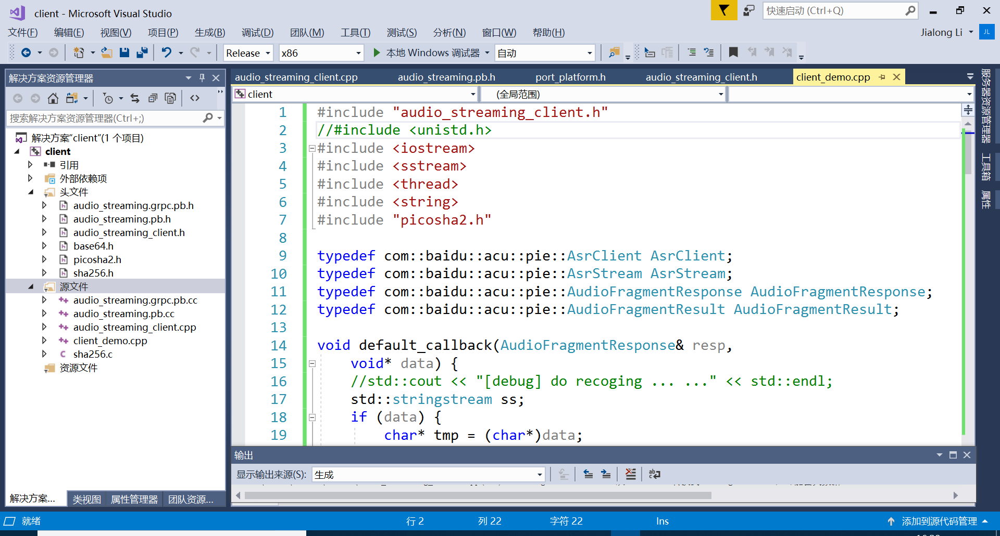 client - Microsoft Visual Studio
快速启动 (Ctrl+Q)
文件(F) 编辑(E) 视图(V) 项目(P) 生成(B) 调试(D) 团队(M) 工具(T) 测试(S) 分析(N) 窗口(W) 帮助(H)
Jialong Li
JL
Release x86 本地 Windows 调试器 自动
解决方案资源管理器
搜索解决方案资源管理器(Ctrl+;)
解决方案"client"(1 个项目)
client
引用
外部依赖项
头文件
audio_streaming.grpc.pb.h
audio_streaming.pb.h
audio_streaming_client.h
base64.h
picosha2.h
sha256.h
源文件
audio_streaming.grpc.pb.cc
audio_streaming.pb.cc
audio_streaming_client.cpp
client_demo.cpp
sha256.c
资源文件
解决方案... 类视图 属性管理器 团队资源...
audio_streaming_client.cpp audio_streaming.pb.h port_platform.h audio_streaming_client.h client_demo.cpp
client (全局范围)
1 #include "audio_streaming_client.h"
2 //#include <unistd.h>
3 #include <iostream>
4 #include <sstream>
5 #include <thread>
6 #include <string>
7 #include "picosha2.h"
8
9 typedef com::baidu::acu::pie::AsrClient AsrClient;
10 typedef com::baidu::acu::pie::AsrStream AsrStream;
11 typedef com::baidu::acu::pie::AudioFragmentResponse AudioFragmentResponse;
12 typedef com::baidu::acu::pie::AudioFragmentResult AudioFragmentResult;
13
14 void default_callback(AudioFragmentResponse& resp,
15 void* data) {
16 //std::cout << "[debug] do recoging ... ..." << std::endl;
17 std::stringstream ss;
18 if (data) {
19 char* tmp = (char*)data;
服务器资源管理器
工具箱
属性
输出
显示输出来源(S): 生成
就绪 行 2 列 22 字符 22 Ins 添加到源代码管理